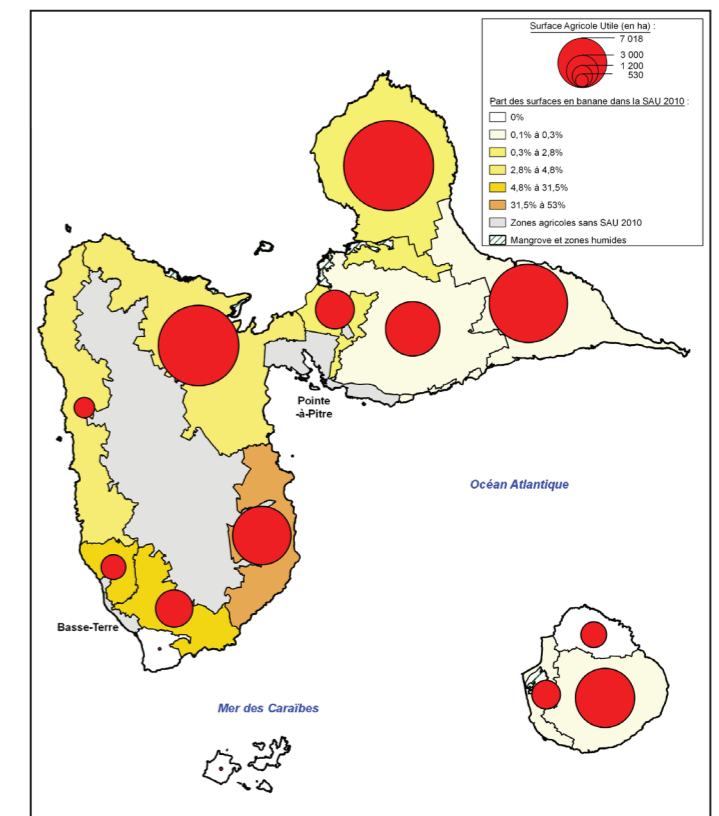 Surface Agricole Utile (en ha) :
7 018
3 000
1 200
530
Part des surfaces en banane dans la SAU 2010 :
0%
0,1% à 0,3%
0,3% à 2,8%
2,8% à 4,8%
4,8% à 31,5%
31,5% à 53%
Zones agricoles sans SAU 2010
Mangrove et zones humides
Pointe
-à-Pitre
Océan Atlantique
Basse-Terre
Mer des Caraïbes